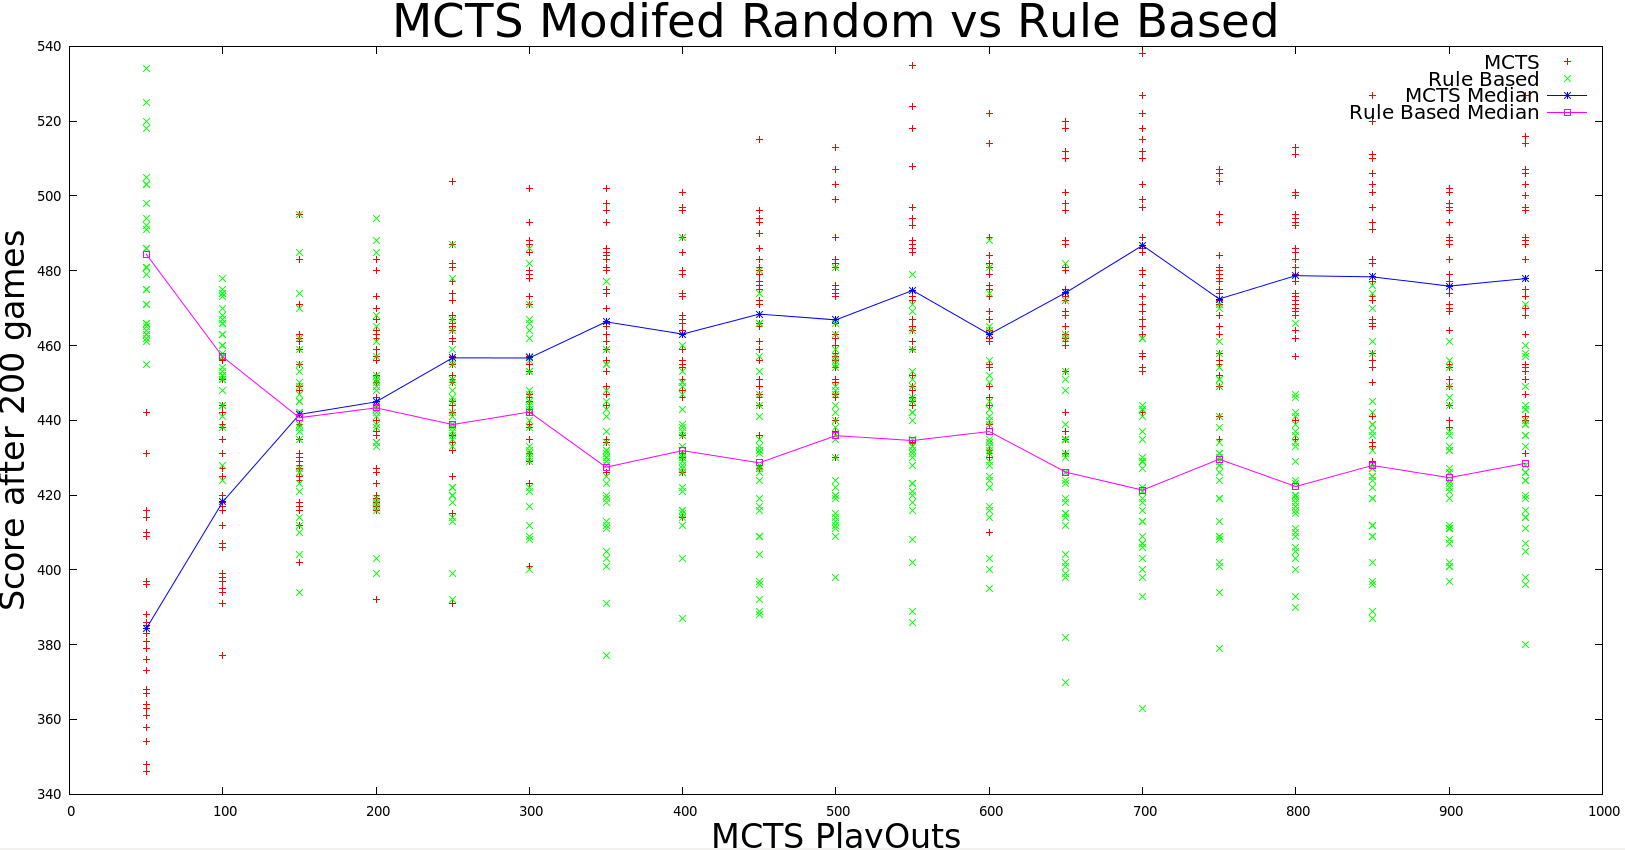 MCTS Modifed Random vs Rule Based
MCTS
Rule Based
MCTS Median
Rule Based Median
Score after 200 games
540
520
500
480
460
440
420
400
380
360
340
0 100 200 300 400 500 600 700 800 900 1000
MCTS PlayOuts